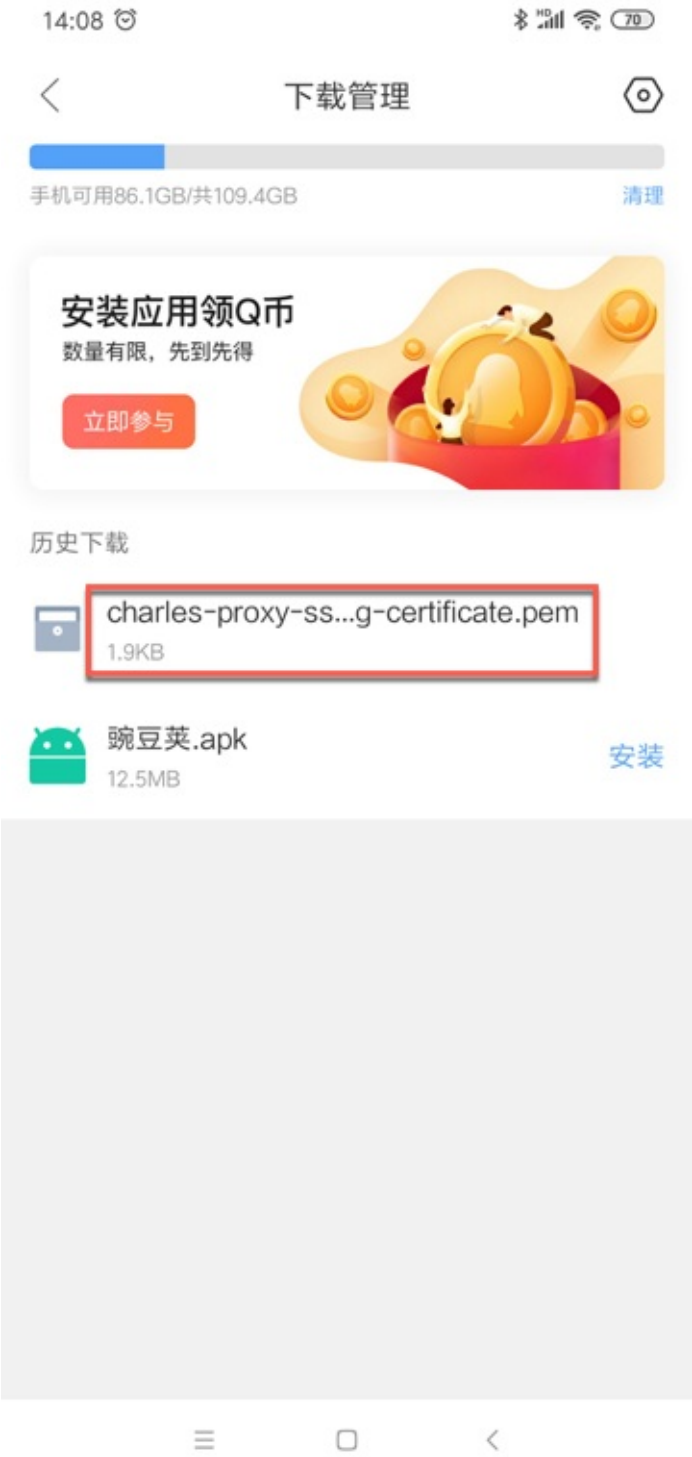 14:08
HD
70
下载管理
手机可用86.1GB/共109.4GB
清理
安装应用领Q币
数量有限，先到先得
立即参与
历史下载
charles-proxy-ss...g-certificate.pem
1.9KB
豌豆荚.apk
12.5MB
安装